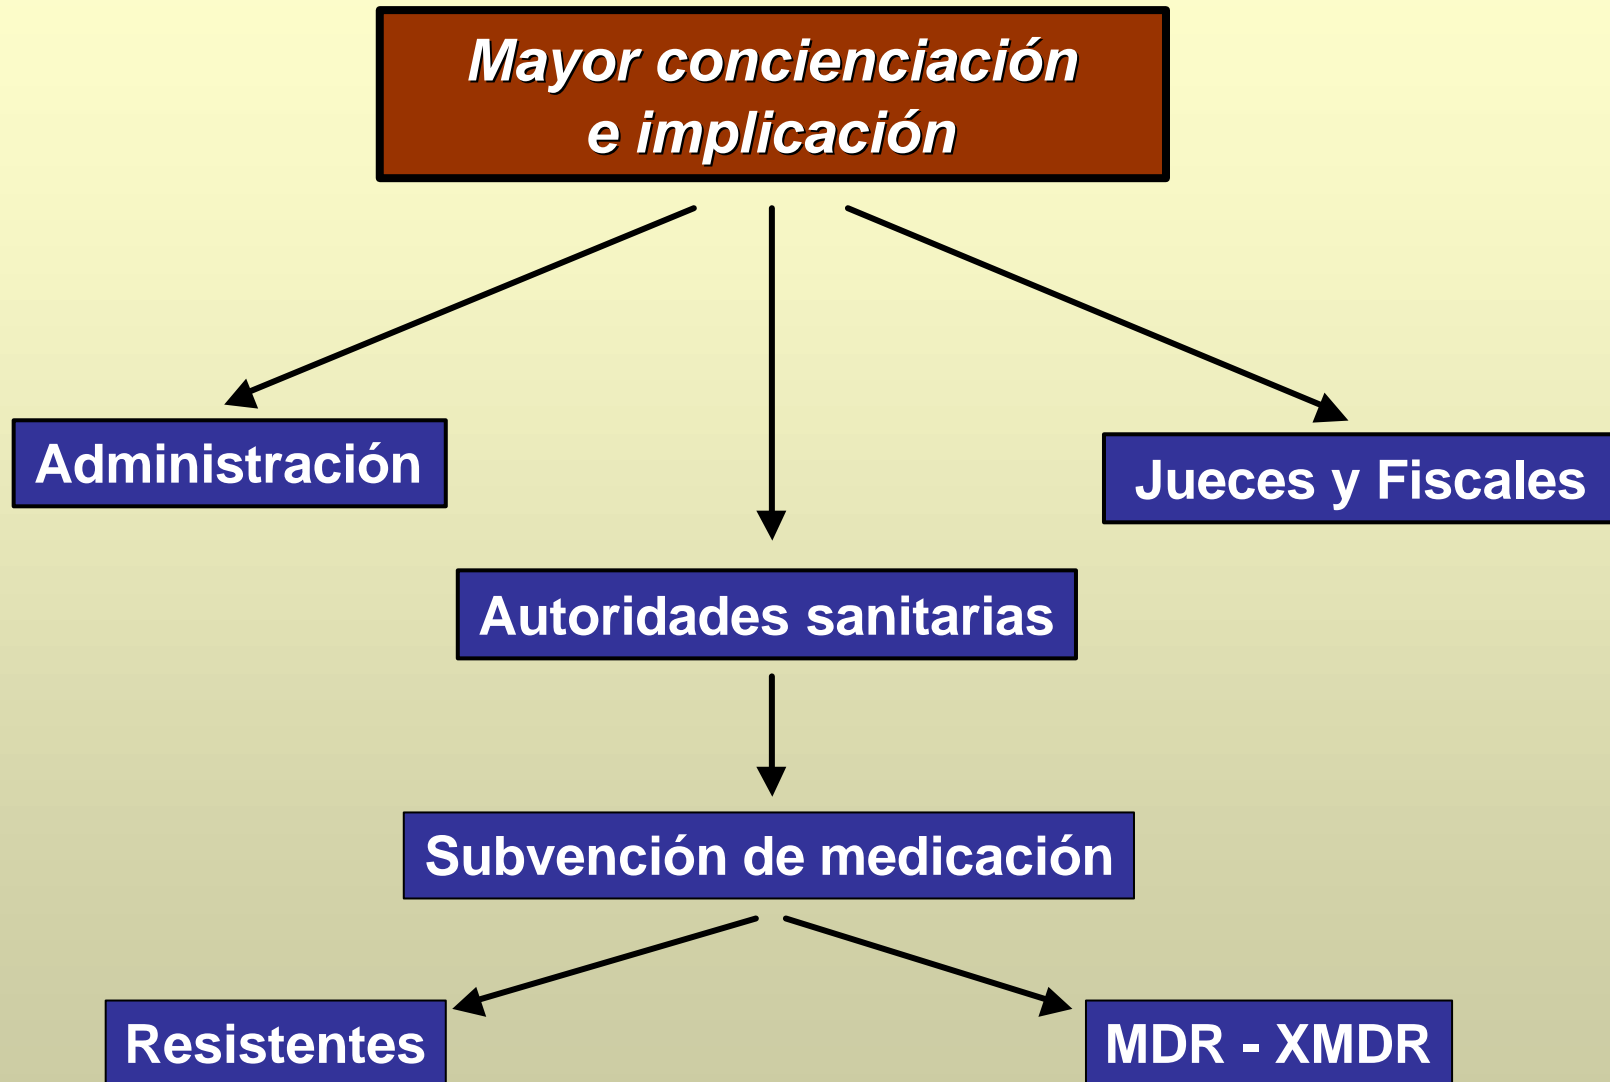 Mayor concienciación
e implicación
Administración
Jueces y Fiscales
Autoridades sanitarias
Subvención de medicación
Resistentes
MDR - XMDR